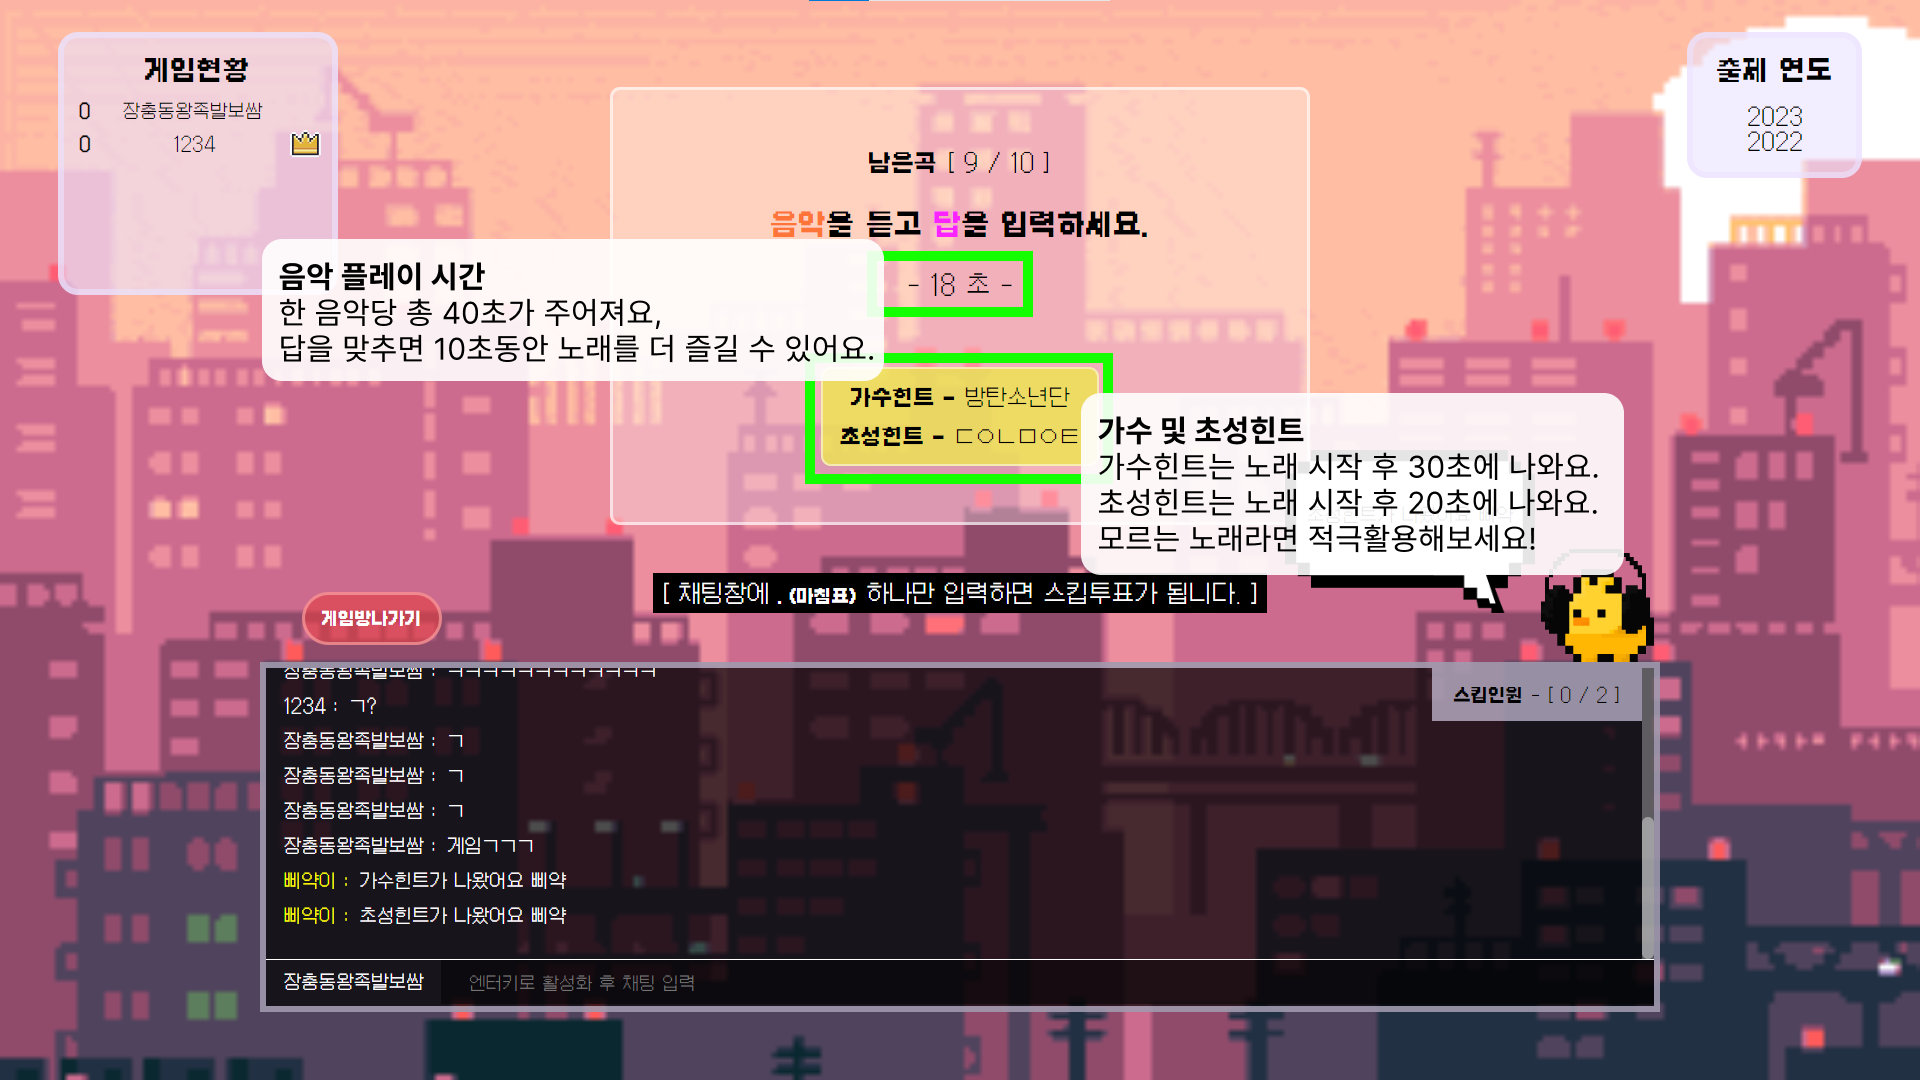 게임현황
0 장충동왕족발보쌈
0 1234
출제 연도
2023
2022
남은곡 [ 9 / 10 ]
음악을 듣고 답을 입력하세요.
- 18 초 -
음악 플레이 시간
한 음악당 총 40초가 주어져요,
답을 맞추면 10초동안 노래를 더 즐길 수 있어요.
가수힌트 - 방탄소년단
초성힌트 - ㄷㅇㄴㅁㅇㅌ
가수 및 초성힌트
가수힌트는 노래 시작 후 30초에 나와요.
초성힌트는 노래 시작 후 20초에 나와요.
모르는 노래라면 적극활용해보세요!
[ 채팅창에 . (마침표) 하나만 입력하면 스킵투표가 됩니다. ]
게임방나가기
장충동왕족발보쌈 : ㅋㅋㅋㅋㅋㅋㅋㅋㅋㅋㅋㅋ
스킵인원 - [ 0 / 2 ]
1234 : ㄱ?
장충동왕족발보쌈 : ㄱ
장충동왕족발보쌈 : ㄱ
장충동왕족발보쌈 : ㄱ
장충동왕족발보쌈 : 게임ㄱㄱㄱ
삐약이 : 가수힌트가 나왔어요 삐약
삐약이 : 초성힌트가 나왔어요 삐약
장충동왕족발보쌈 엔터키로 활성화 후 채팅 입력